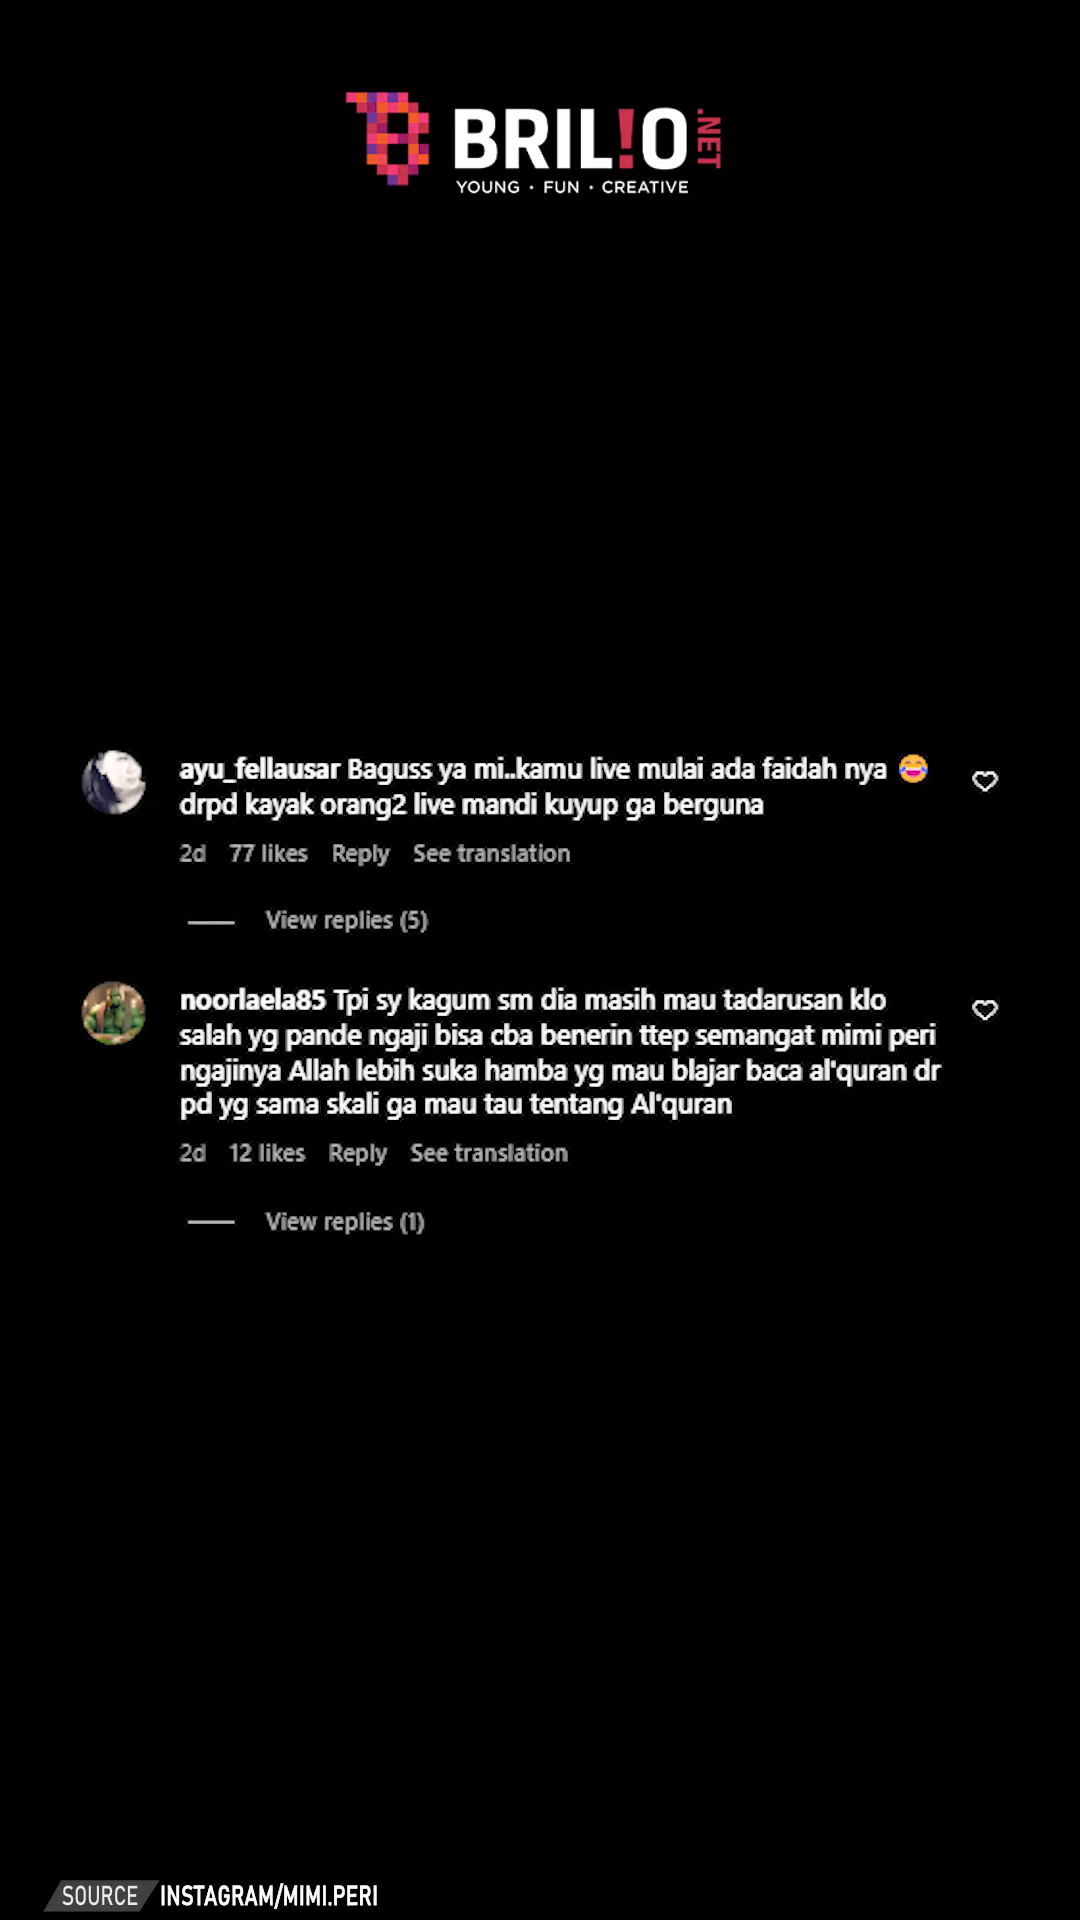 BRIL!O.NET
YOUNG · FUN · CREATIVE
ayu_fellausar Baguss ya mi..kamu live mulai ada faidah nya 😂
drpd kayak orang2 live mandi kuyup ga berguna
2d 77 likes Reply See translation
View replies (5)
noorlaela85 Tpi sy kagum sm dia masih mau tadarusan klo
salah yg pande ngaji bisa cba benerin ttep semangat mimi peri
ngajinya Allah lebih suka hamba yg mau blajar baca al'quran dr
pd yg sama skali ga mau tau tentang Al'quran
2d 12 likes Reply See translation
View replies (1)
SOURCE INSTAGRAM/MIMI.PERI